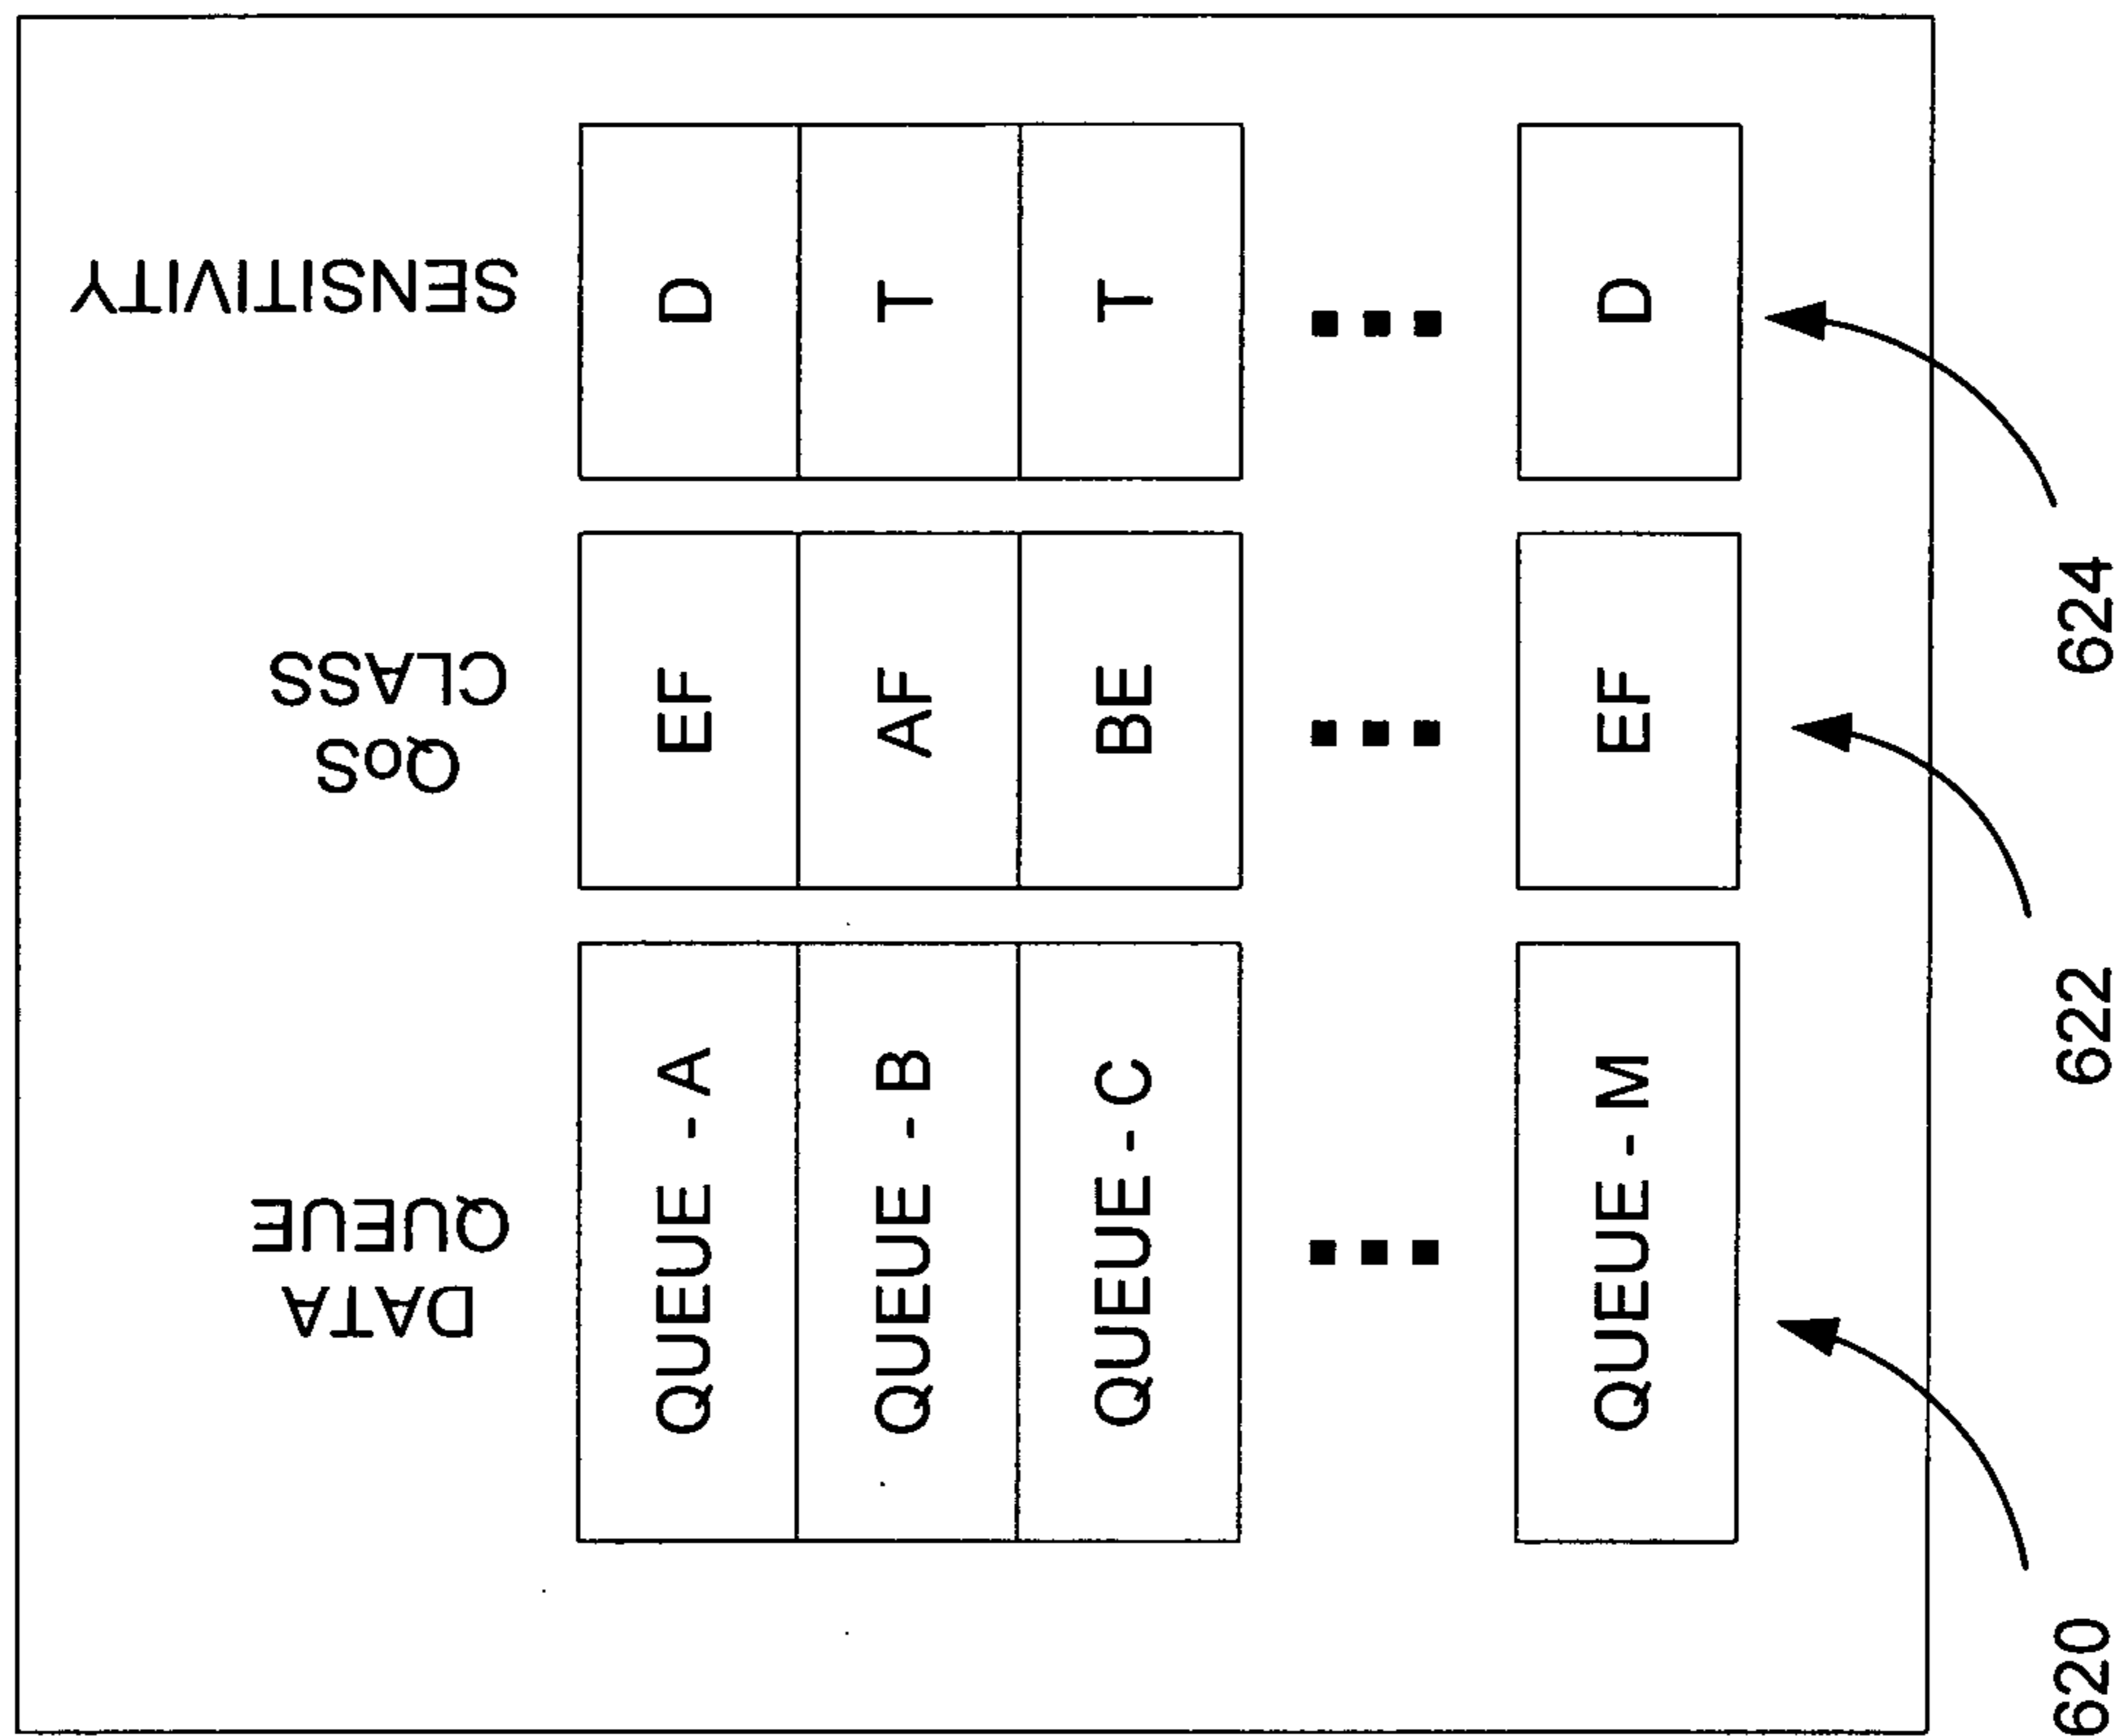 DATA
QUEUE
QoS
CLASS
SENSITIVITY
QUEUE - A
EF
D
QUEUE - B
AF
T
QUEUE - C
BE
T
QUEUE - M
EF
D
620
622
624